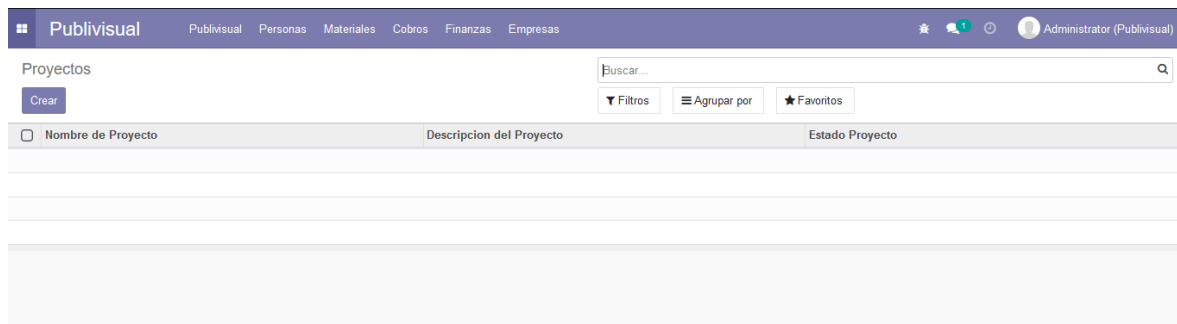 Publivisual Publivisual Personas Materiales Cobros Finanzas Empresas 1 Administrator (Publivisual)
Proyectos Buscar...
Crear Filtros Agrupar por Favoritos
Nombre de Proyecto Descripcion del Proyecto Estado Proyecto